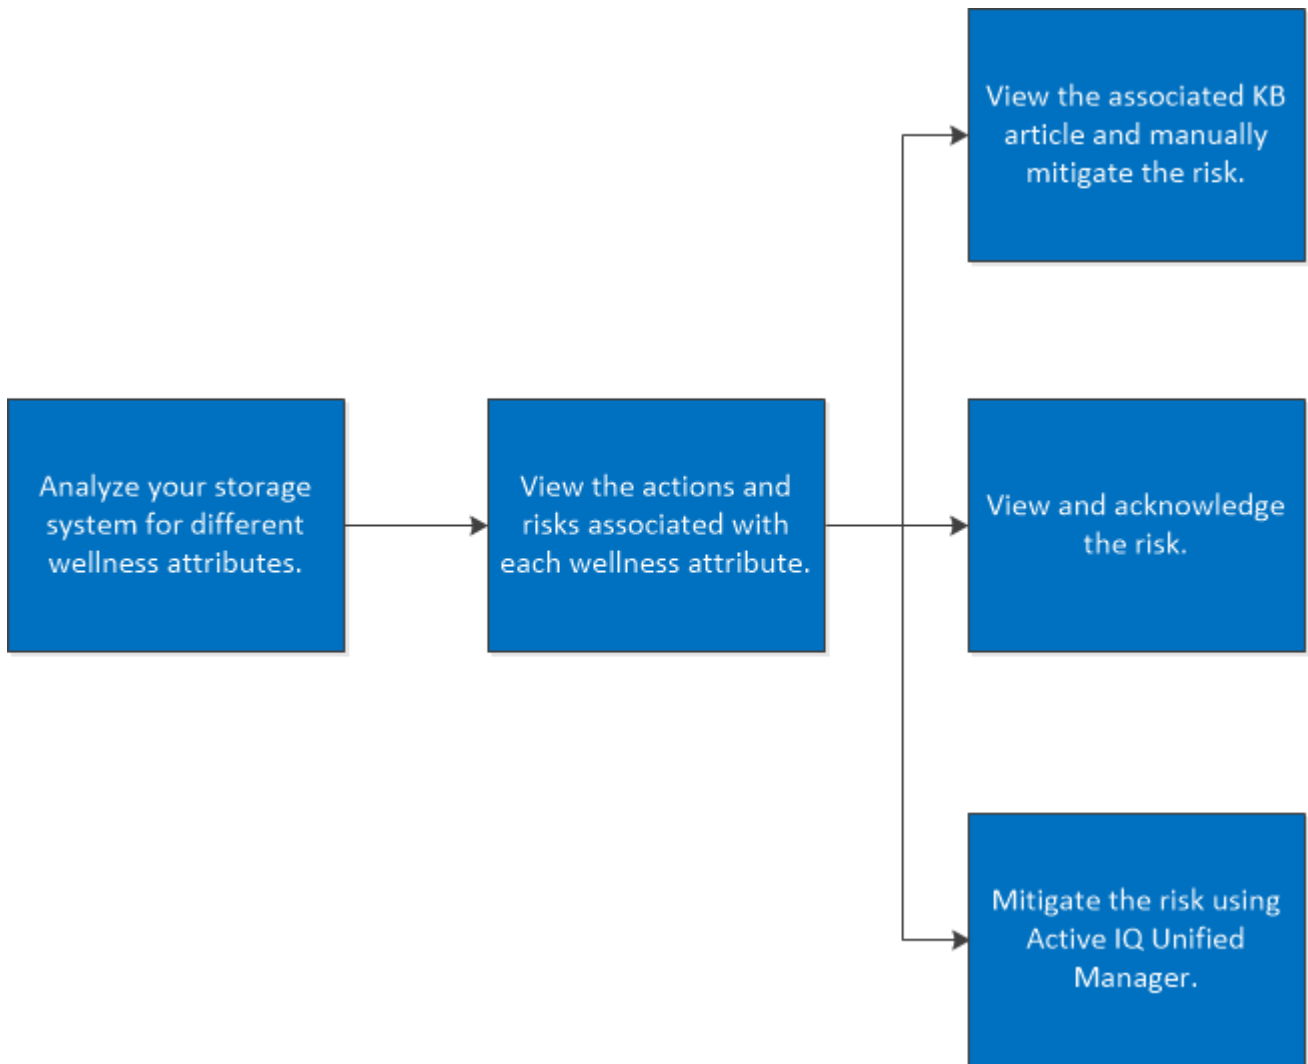 View the associated KB
article and manually
mitigate the risk.
Analyze your storage
system for different
wellness attributes.
View the actions and
risks associated with
each wellness attribute.
View and acknowledge
the risk.
Mitigate the risk using
Active IQ Unified
Manager.